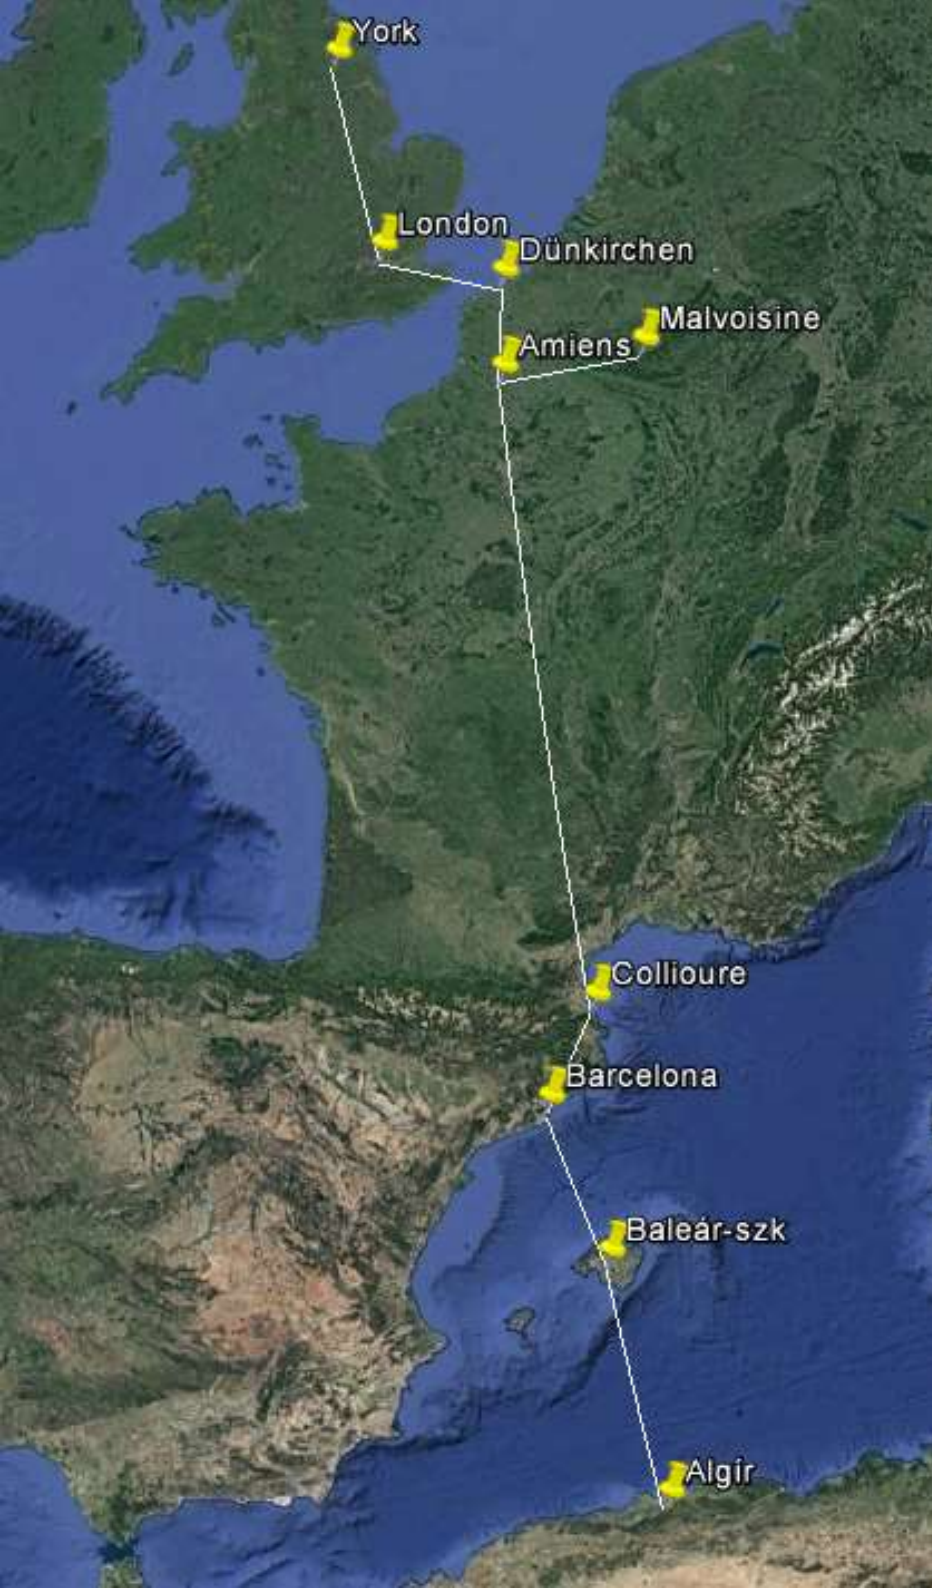 York
London
Dünkirchen
Malvoisine
Amiens
Collioure
Barcelona
Baleár-szk
Algír